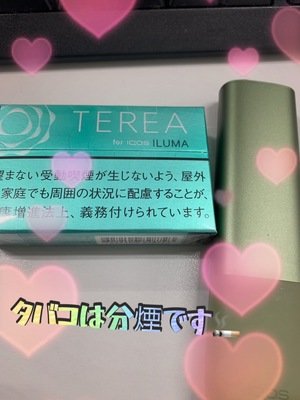 TEREA
for IQOS ILUMA
望まない受動喫煙が生じないよう、屋外
家庭でも周囲の状況に配慮することが、
康増進法上、義務付けられています。
タバコは分煙です
IQOS